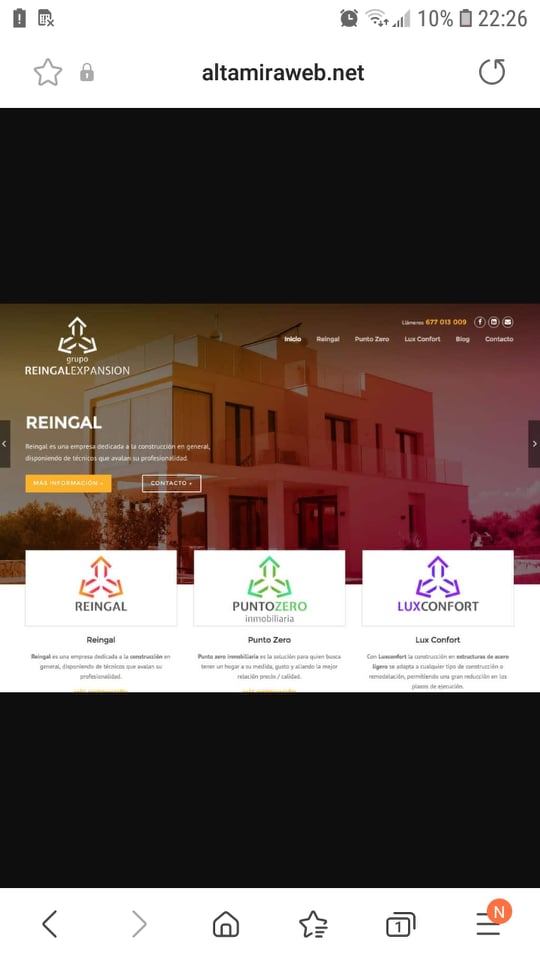 10% 22:26
altamiraweb.net
Llámenos 677 013 009
grupo
REINGALEXPANSION
Inicio Reingal Punto Zero Lux Confort Blog Contacto
REINGAL
Reingal es una empresa dedicada a la construcción en general,
disponiendo de técnicos que avalan su profesionalidad.
MÁS INFORMACIÓN
CONTACTO
REINGAL
PUNTOZERO
inmobiliaria
LUXCONFORT
Reingal
Reingal es una empresa dedicada a la construcción en
general, disponiendo de técnicos que avalan su
profesionalidad.
Punto Zero
Punto zero inmobiliaria es la solución para quien busca
tener un hogar a su medida, gusto y aliando la mejor
relación precio / calidad.
Lux Confort
Con Luxconfort la construcción en estructuras de acero
ligero se adapta a cualquier tipo de construcción o
remodelación, permitiendo una gran reducción en los
plazos de ejecución.
1
N